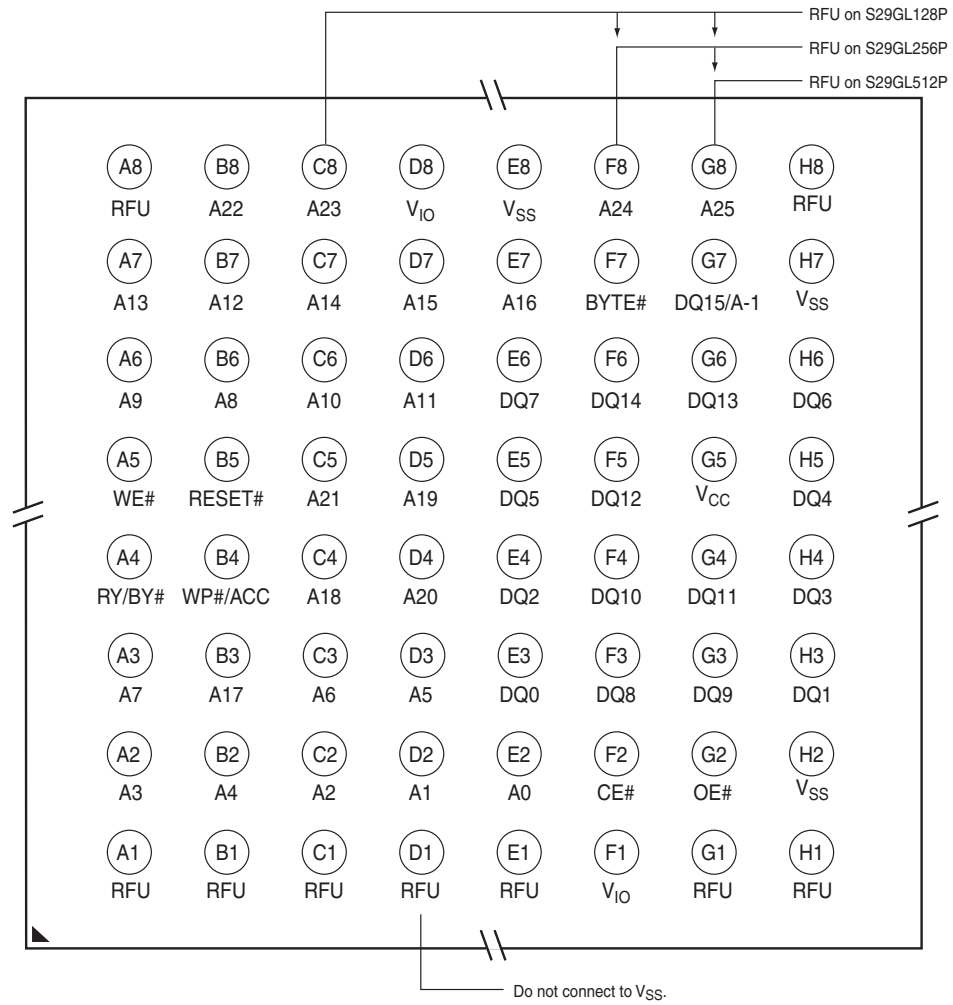 RFU on S29GL128P
RFU on S29GL256P
RFU on S29GL512P
A8 B8 C8 D8 E8 F8 G8 H8
RFU A22 A23 VIO VSS A24 A25 RFU
A7 B7 C7 D7 E7 F7 G7 H7
A13 A12 A14 A15 A16 BYTE# DQ15/A-1 VSS
A6 B6 C6 D6 E6 F6 G6 H6
A9 A8 A10 A11 DQ7 DQ14 DQ13 DQ6
A5 B5 C5 D5 E5 F5 G5 H5
WE# RESET# A21 A19 DQ5 DQ12 VCC DQ4
A4 B4 C4 D4 E4 F4 G4 H4
RY/BY# WP#/ACC A18 A20 DQ2 DQ10 DQ11 DQ3
A3 B3 C3 D3 E3 F3 G3 H3
A7 A17 A6 A5 DQ0 DQ8 DQ9 DQ1
A2 B2 C2 D2 E2 F2 G2 H2
A3 A4 A2 A1 A0 CE# OE# VSS
A1 B1 C1 D1 E1 F1 G1 H1
RFU RFU RFU RFU RFU VIO RFU RFU
Do not connect to VSS.